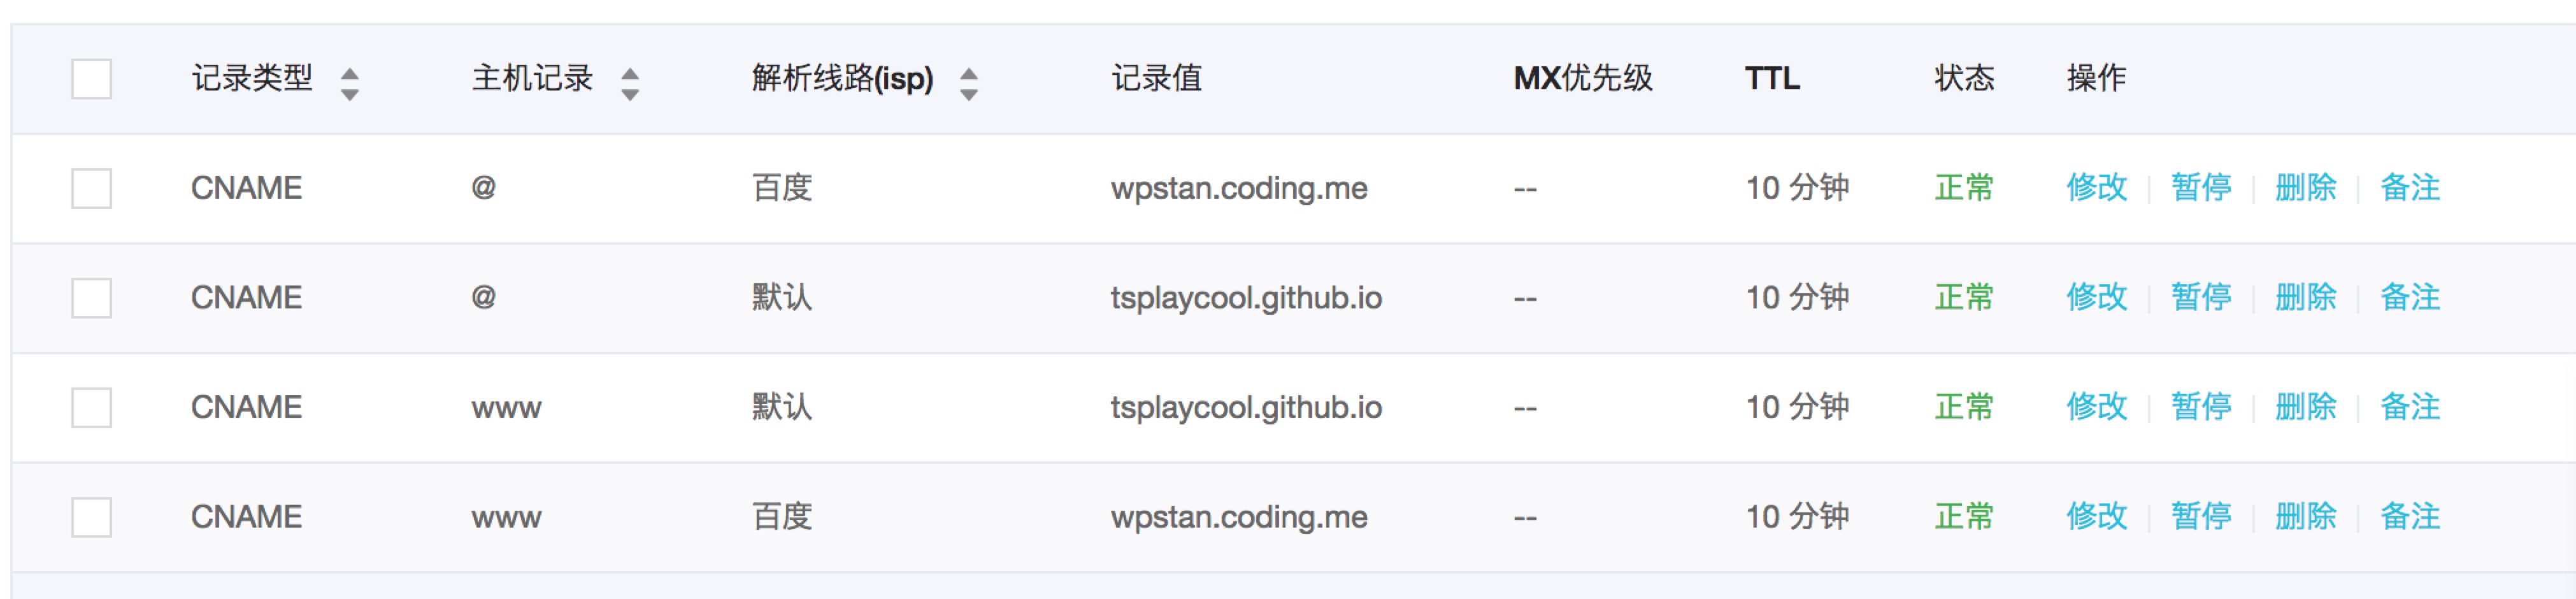 记录类型 主机记录 解析线路(isp) 记录值 MX优先级 TTL 状态 操作
CNAME @ 百度 wpstan.coding.me -- 10 分钟 正常 修改 暂停 删除 备注
CNAME @ 默认 tsplaycool.github.io -- 10 分钟 正常 修改 暂停 删除 备注
CNAME www 默认 tsplaycool.github.io -- 10 分钟 正常 修改 暂停 删除 备注
CNAME www 百度 wpstan.coding.me -- 10 分钟 正常 修改 暂停 删除 备注